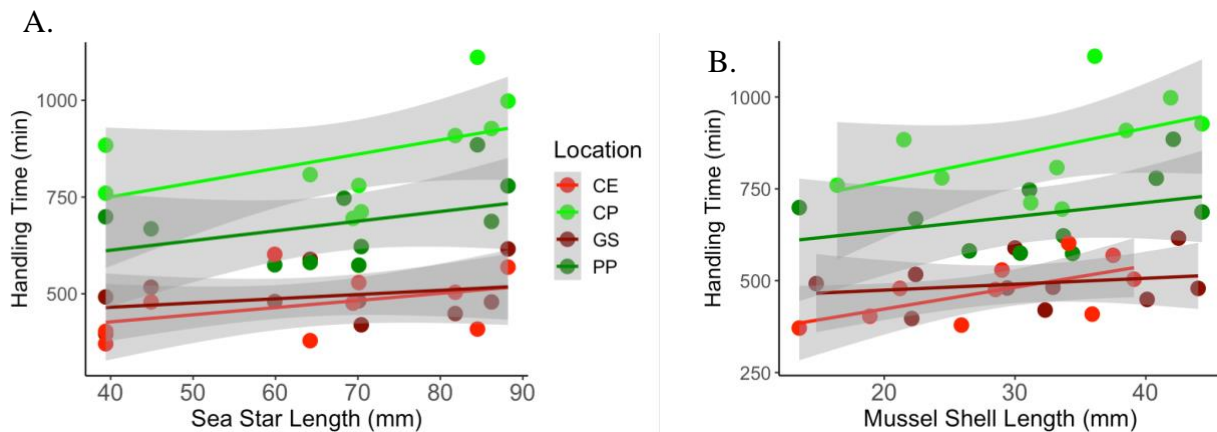 A.
Handling Time (min)
1000
750
500
40 50 60 70 80 90
Sea Star Length (mm)
Location
CE
CP
GS
PP
B.
Handling Time (min)
1000
750
500
250
20 30 40
Mussel Shell Length (mm)